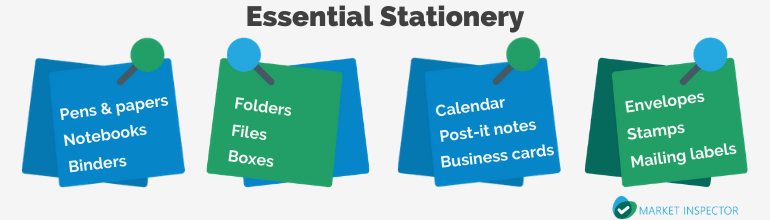 Essential Stationery
Pens & papers
Notebooks
Binders
Folders
Files
Boxes
Calendar
Post-it notes
Business cards
Envelopes
Stamps
Mailing labels
MARKET INSPECTOR